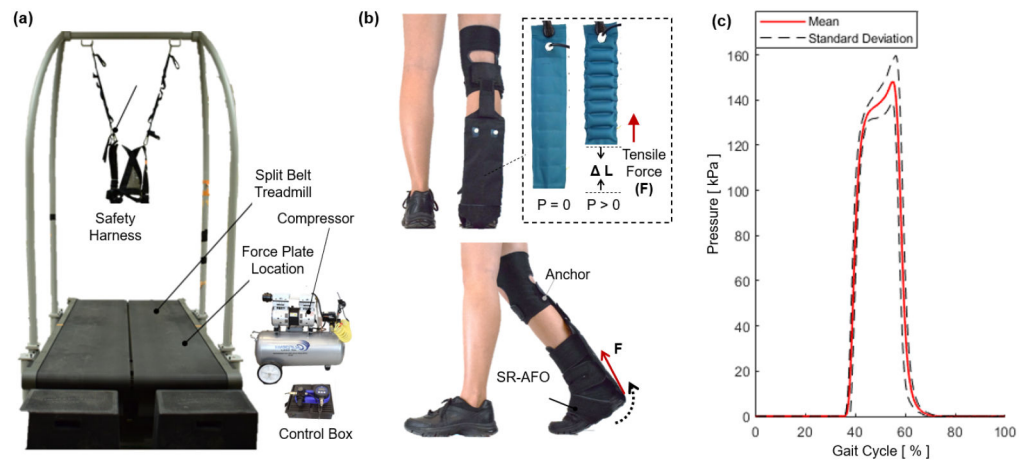 (a)
Safety
Harness
Split Belt
Treadmill
Compressor
Force Plate
Location
Control Box
(b)
P = 0
P > 0
Δ L
Tensile
Force
(F)
Anchor
SR-AFO
F
(c)
Mean
Standard Deviation
Pressure [ kPa]
160
140
120
100
80
60
40
20
0
0
20
40
60
80
100
Gait Cycle [ % ]